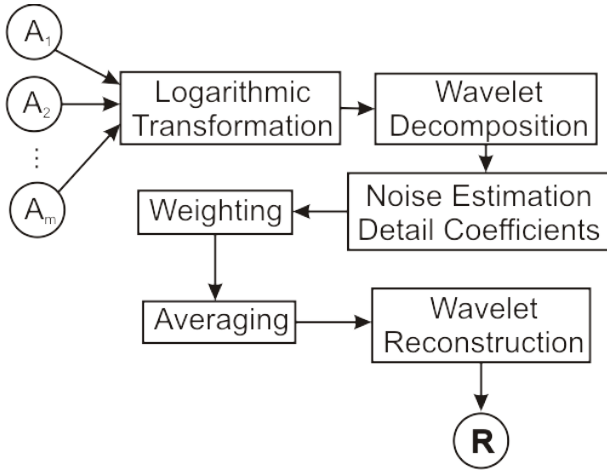 A1
A2
⋮
Am
Logarithmic
Transformation
Wavelet
Decomposition
Noise Estimation
Detail Coefficients
Weighting
Averaging
Wavelet
Reconstruction
R